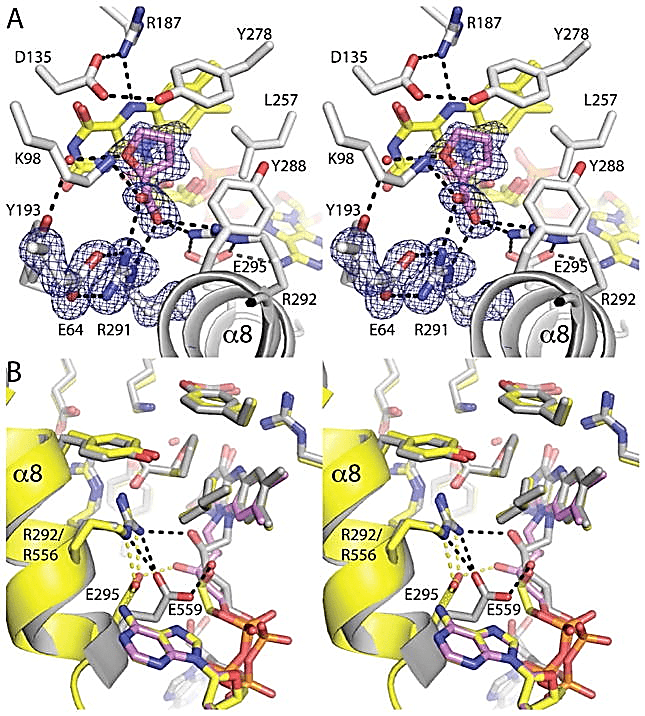 A
R187
R187
D135
Y278
D135
Y278
L257
L257
K98
Y288
K98
Y288
Y193
Y193
E295
E295
E64
R291
R292
E64
R291
R292
α8
α8
B
α8
α8
R292/
R556
R292/
R556
E295
E559
E295
E559